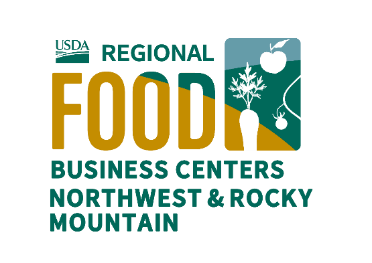 USDA REGIONAL
FOOD
BUSINESS CENTERS
NORTHWEST & ROCKY
MOUNTAIN